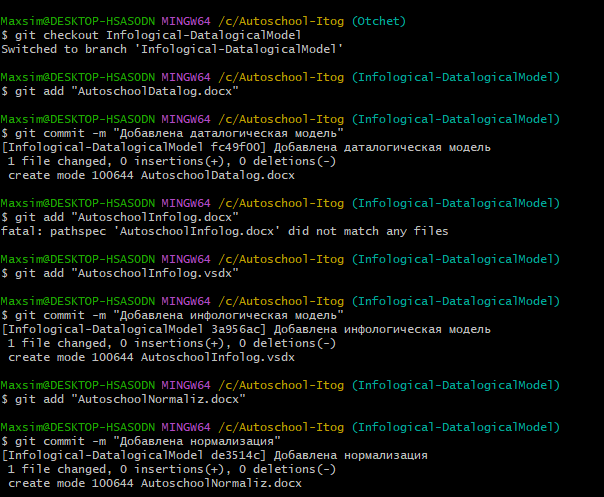 Maxsim@DESKTOP-HSASODN MINGW64 /c/Autoschool-Itog (Otchet)
$ git checkout Infological-DatalogicalModel
Switched to branch 'Infological-DatalogicalModel'
Maxsim@DESKTOP-HSASODN MINGW64 /c/Autoschool-Itog (Infological-DatalogicalModel)
$ git add "AutoschoolDatalog.docx"
Maxsim@DESKTOP-HSASODN MINGW64 /c/Autoschool-Itog (Infological-DatalogicalModel)
$ git commit -m "Добавлена даталогическая модель"
[Infological-DatalogicalModel fc49f00] Добавлена даталогическая модель
1 file changed, 0 insertions(+), 0 deletions(-)
create mode 100644 AutoschoolDatalog.docx
Maxsim@DESKTOP-HSASODN MINGW64 /c/Autoschool-Itog (Infological-DatalogicalModel)
$ git add "AutoschoolInfolog.docx"
fatal: pathspec 'AutoschoolInfolog.docx' did not match any files
Maxsim@DESKTOP-HSASODN MINGW64 /c/Autoschool-Itog (Infological-DatalogicalModel)
$ git add "AutoschoolInfolog.vsdx"
Maxsim@DESKTOP-HSASODN MINGW64 /c/Autoschool-Itog (Infological-DatalogicalModel)
$ git commit -m "Добавлена инфологическая модель"
[Infological-DatalogicalModel 3a956ac] Добавлена инфологическая модель
1 file changed, 0 insertions(+), 0 deletions(-)
create mode 100644 AutoschoolInfolog.vsdx
Maxsim@DESKTOP-HSASODN MINGW64 /c/Autoschool-Itog (Infological-DatalogicalModel)
$ git add "AutoschoolNormaliz.docx"
Maxsim@DESKTOP-HSASODN MINGW64 /c/Autoschool-Itog (Infological-DatalogicalModel)
$ git commit -m "Добавлена нормализация"
[Infological-DatalogicalModel de3514c] Добавлена нормализация
1 file changed, 0 insertions(+), 0 deletions(-)
create mode 100644 AutoschoolNormaliz.docx